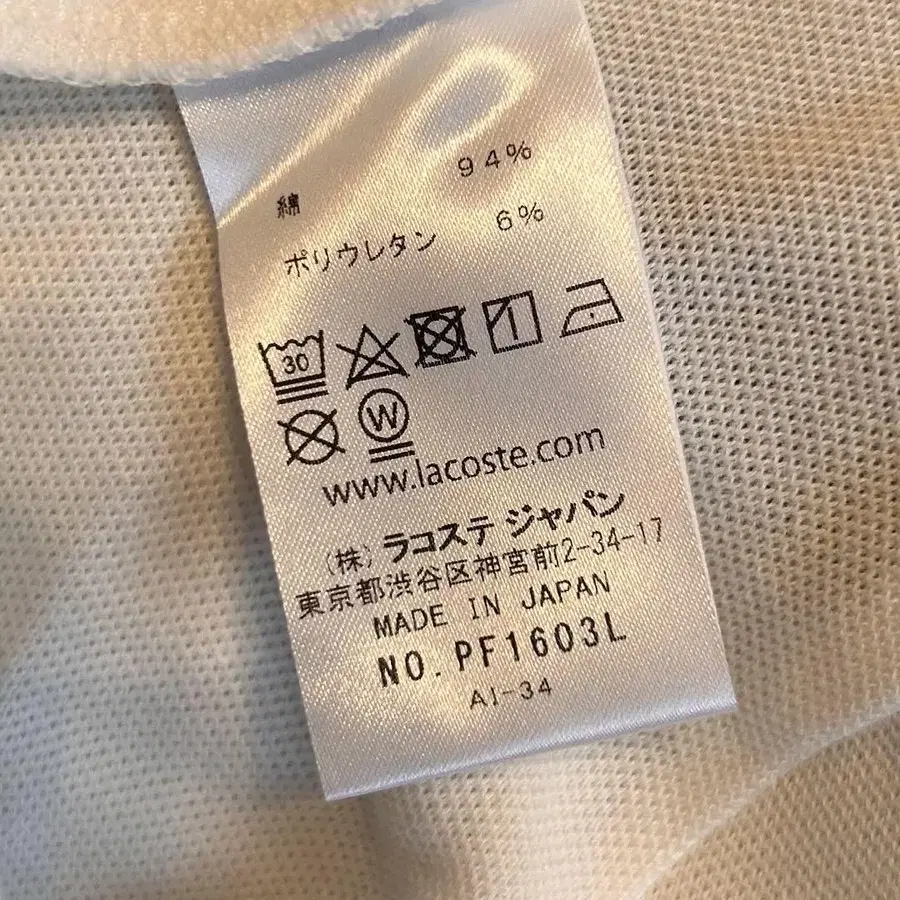 綿 94%
ポリウレタン 6%
30
W
www.lacoste.com
(株) ラコステ ジャパン
東京都渋谷区神宮前2-34-17
MADE IN JAPAN
NO. PF1603L
AI-34